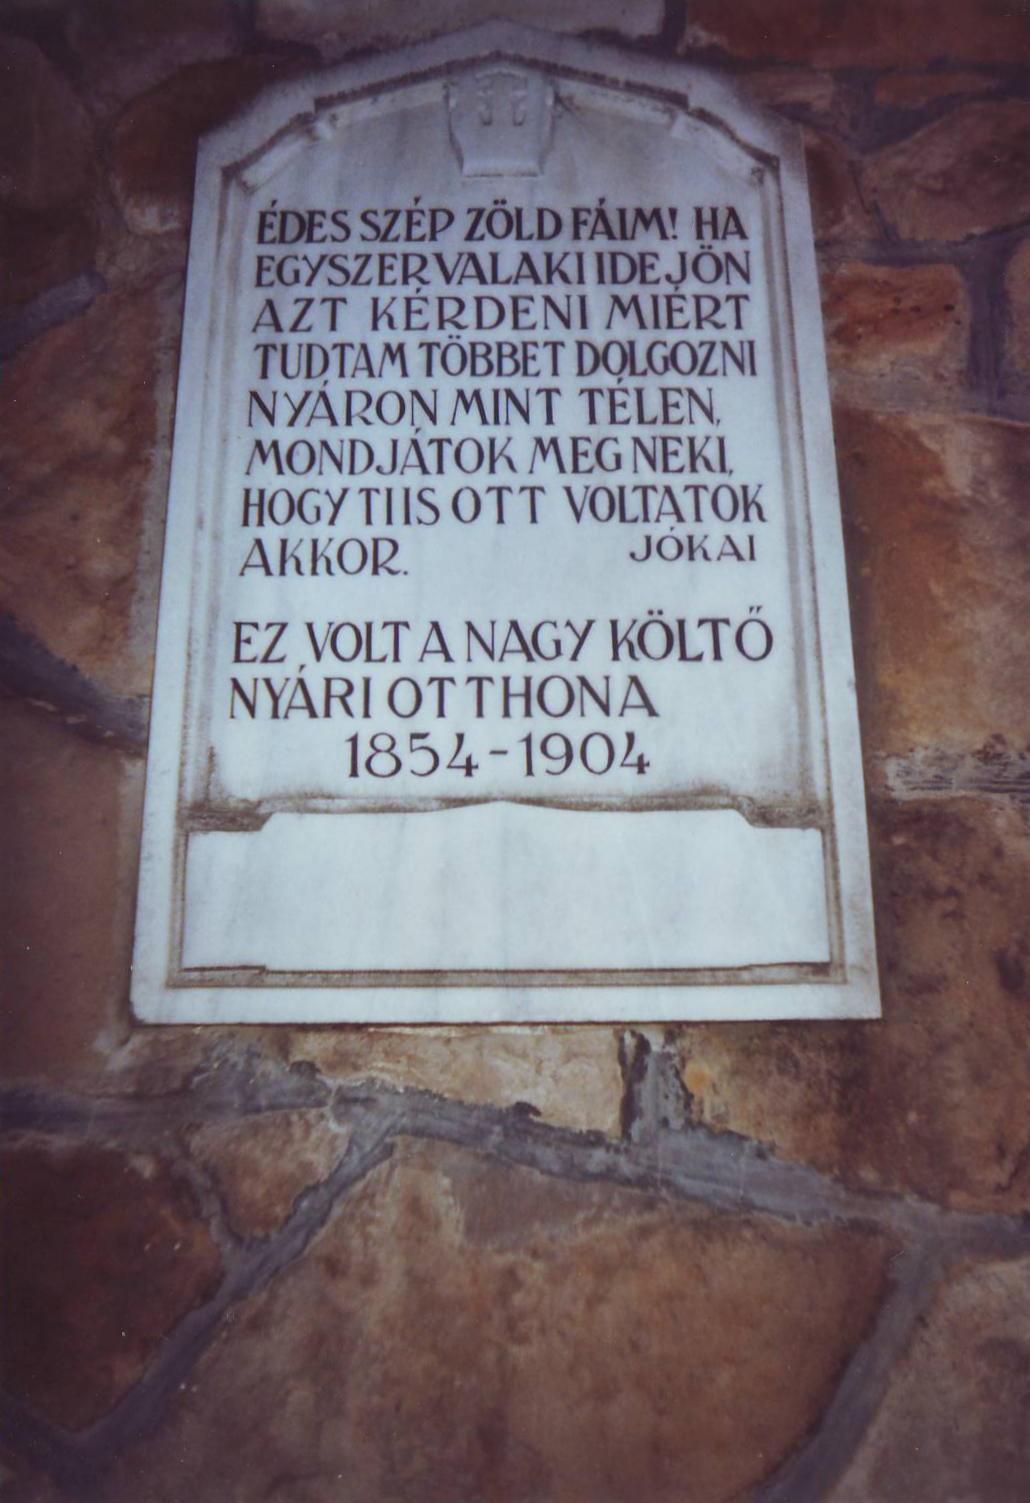 ÉDES SZÉP ZÖLD FÁIM! HA
EGYSZER VALAKI IDEJÖN
AZT KÉRDENI MIÉRT
TUDTAM TÖBBET DOLGOZNI
NYÁRON MINT TÉLEN,
MONDJÁTOK MEG NEKI,
HOGY TI IS OTT VOLTATOK
AKKOR. JÓKAI
EZ VOLT A NAGY KÖLTŐ
NYÁRI OTTHONA
1854-1904